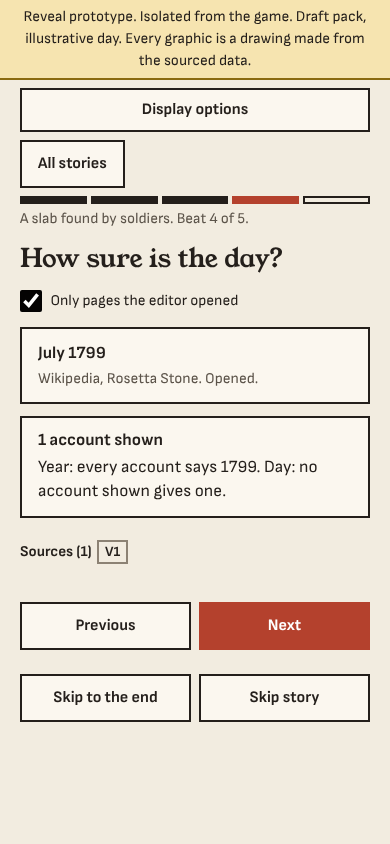 Reveal prototype. Isolated from the game. Draft pack,
illustrative day. Every graphic is a drawing made from
the sourced data.
Display options
All stories
A slab found by soldiers. Beat 4 of 5.
How sure is the day?
Only pages the editor opened
July 1799
Wikipedia, Rosetta Stone. Opened.
1 account shown
Year: every account says 1799. Day: no
account shown gives one.
Sources (1) V1
Previous
Next
Skip to the end
Skip story